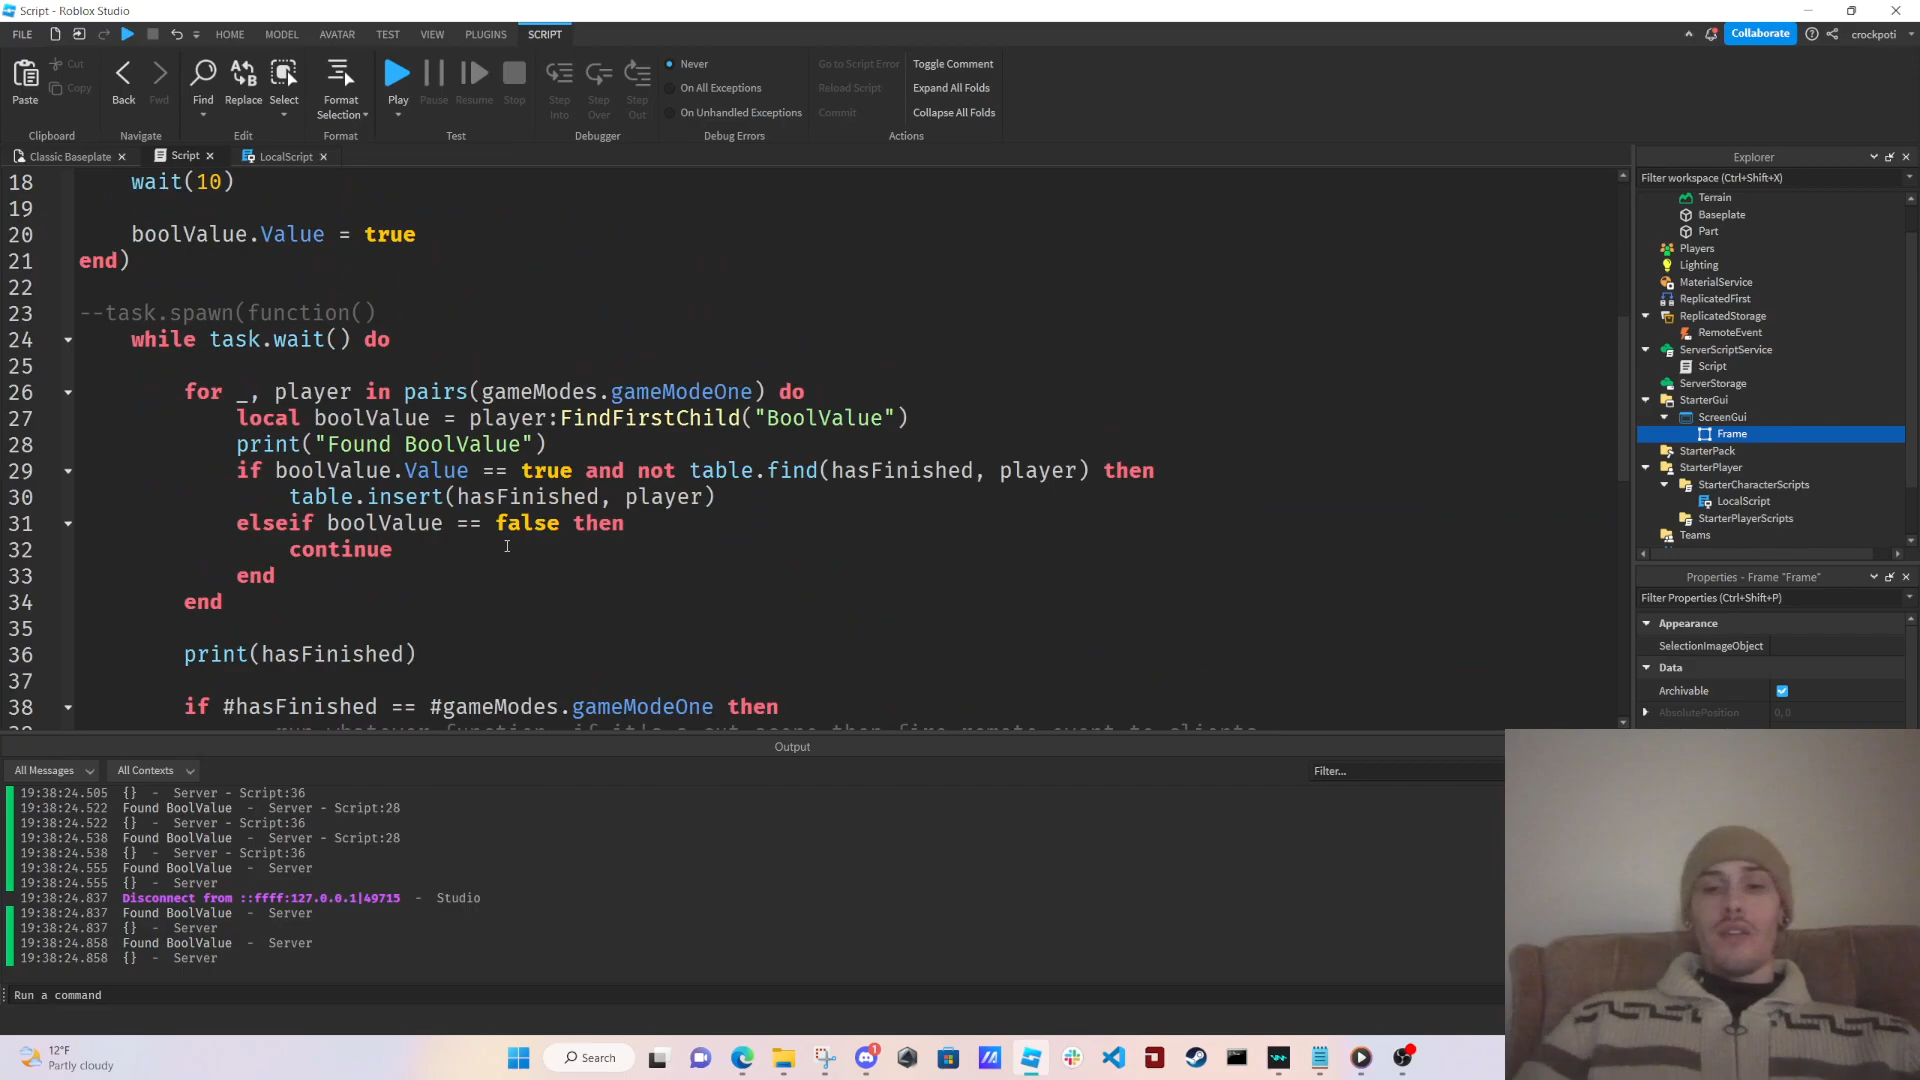 Script - Roblox Studio
FILE
HOME
MODEL
AVATAR
TEST
VIEW
PLUGINS
SCRIPT
Collaborate
crockpoti
Paste
Cut
Copy
Clipboard
Back
Fwd
Navigate
Find
Replace
Select
Edit
Format
Selection
Format
Play
Pause
Resume
Stop
Test
Step
Into
Step
Over
Step
Out
Debugger
Never
On All Exceptions
On Unhandled Exceptions
Debug Errors
Go to Script Error
Reload Script
Commit
Toggle Comment
Expand All Folds
Collapse All Folds
Actions
Classic Baseplate
Script
LocalScript
18 wait(10)
19
20 boolValue.Value = true
21 end)
22
23 --task.spawn(function()
24 while task.wait() do
25
26 for _, player in pairs(gameModes.gameModeOne) do
27 local boolValue = player:FindFirstChild("BoolValue")
28 print("Found BoolValue")
29 if boolValue.Value == true and not table.find(hasFinished, player) then
30 table.insert(hasFinished, player)
31 elseif boolValue == false then
32 continue
33 end
34 end
35
36 print(hasFinished)
37
38 if #hasFinished == #gameModes.gameModeOne then
Output
All Messages
All Contexts
Filter...
19:38:24.505 {} - Server - Script:36
19:38:24.522 Found BoolValue - Server - Script:28
19:38:24.522 {} - Server - Script:36
19:38:24.538 Found BoolValue - Server - Script:28
19:38:24.538 {} - Server - Script:36
19:38:24.555 Found BoolValue - Server
19:38:24.555 {} - Server
19:38:24.837 Disconnect from ::ffff:127.0.0.1|49715 - Studio
19:38:24.837 Found BoolValue - Server
19:38:24.837 {} - Server
19:38:24.858 Found BoolValue - Server
19:38:24.858 {} - Server
Run a command
Explorer
Filter workspace (Ctrl+Shift+X)
Terrain
Baseplate
Part
Players
Lighting
MaterialService
ReplicatedFirst
ReplicatedStorage
RemoteEvent
ServerScriptService
Script
ServerStorage
StarterGui
ScreenGui
Frame
StarterPack
StarterPlayer
StarterCharacterScripts
LocalScript
StarterPlayerScripts
Teams
Properties - Frame "Frame"
Filter Properties (Ctrl+Shift+P)
Appearance
SelectionImageObject
Data
Archivable
AbsolutePosition 0, 0
12°F
Partly cloudy
Search
1